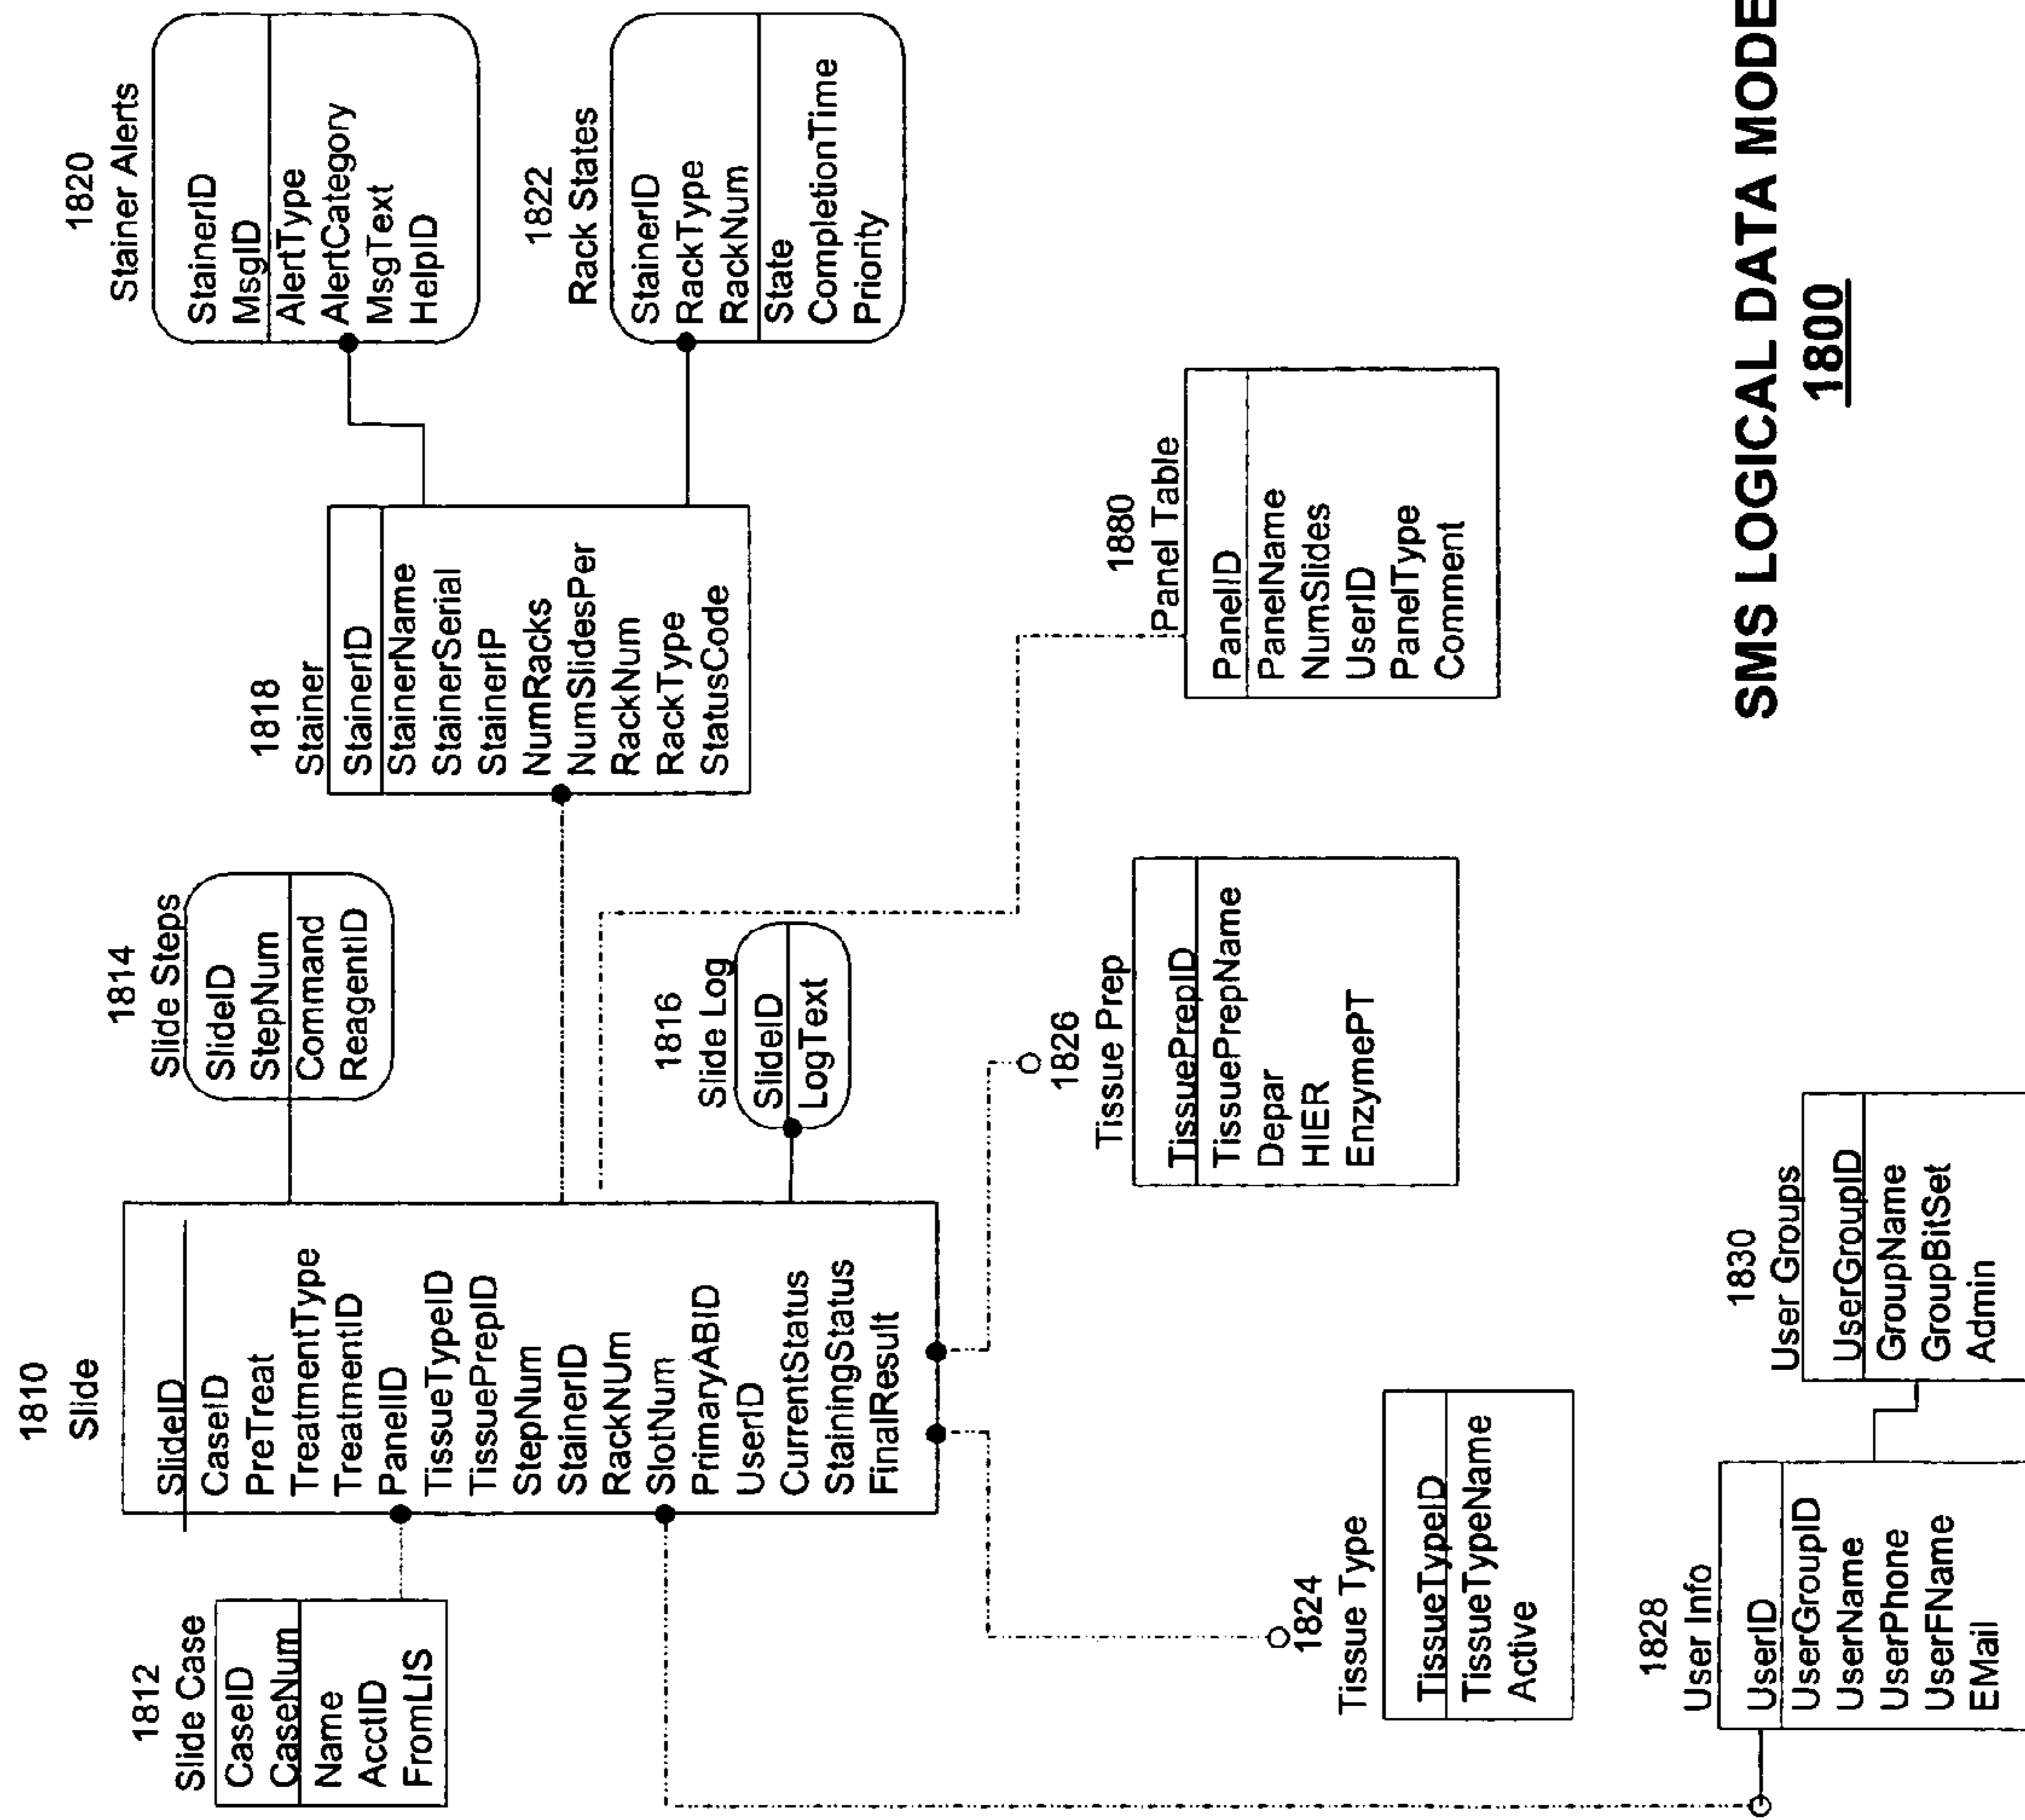 1810
Slide
SlideID
CaseID
PreTreat
TreatmentType
TreatmentID
PanelID
TissueTypeID
TissuePrepID
StepNum
StainerID
RackNUm
SlotNum
PrimaryABID
UserID
CurrentStatus
StainingStatus
FinalResult
1812
Slide Case
CaseID
CaseNum
Name
AcctID
FromLIS
1814
Slide Steps
SlideID
StepNum
Command
ReagentID
1816
Slide Log
SlideID
LogText
1818
Stainer
StainerID
StainerName
StainerSerial
StainerIP
NumRacks
NumSlidesPer
RackNum
RackType
StatusCode
1820
Stainer Alerts
StainerID
MsgID
AlertType
AlertCategory
MsgText
HelpID
1822
Rack States
StainerID
RackType
RackNum
State
CompletionTime
Priority
1824
Tissue Type
TissueTypeID
TissueTypeName
Active
1826
Tissue Prep
TissuePrepID
TissuePrepName
Depar
HIER
EnzymePT
1880
Panel Table
PanelID
PanelName
NumSlides
UserID
PanelType
Comment
1828
User Info
UserID
UserGroupID
UserName
UserPhone
UserFName
EMail
1830
User Groups
UserGroupID
GroupName
GroupBitSet
Admin
SMS LOGICAL DATA MODE
1800